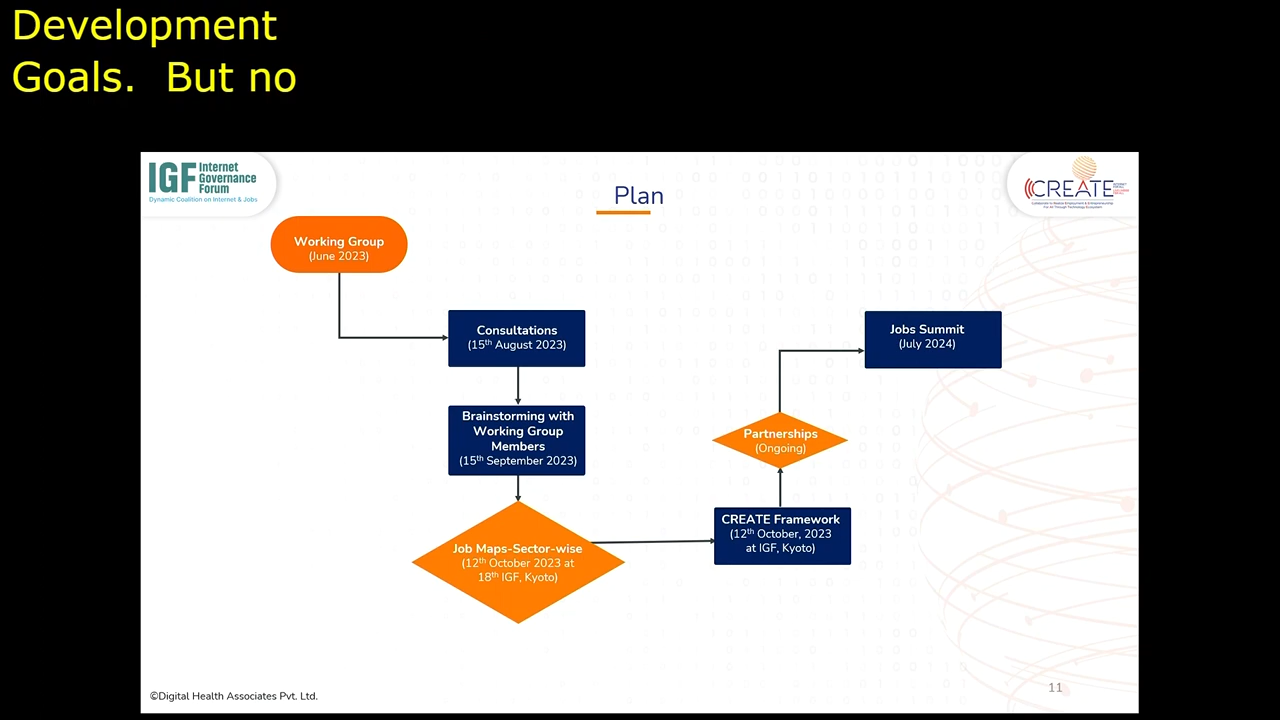 Development
Goals.  But no
IGF Internet
Governance
Forum
Dynamic Coalition on Internet & Jobs
Plan
CREATE
Working Group
(June 2023)
Consultations
(15th August 2023)
Brainstorming with
Working Group
Members
(15th September 2023)
Job Maps-Sector-wise
(12th October 2023 at
18th IGF, Kyoto)
CREATE Framework
(12th October, 2023
at IGF, Kyoto)
Partnerships
(Ongoing)
Jobs Summit
(July 2024)
©Digital Health Associates Pvt. Ltd.
11